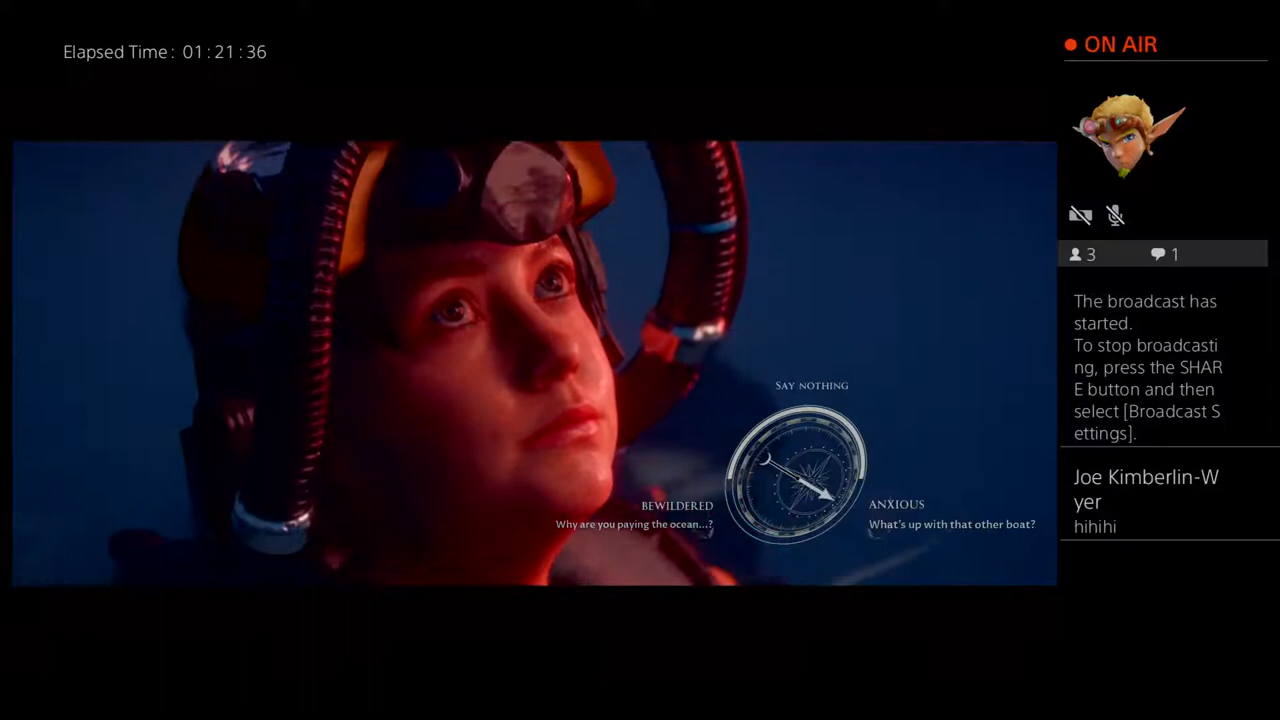 Elapsed Time: 01:21:36
ON AIR
3
1
The broadcast has
started.
To stop broadcasti
ng, press the SHAR
E button and then
select [Broadcast S
ettings].
Joe Kimberlin-W
yer
hihihi
SAY NOTHING
BEWILDERED
Why are you paying the ocean...?
ANXIOUS
What's up with that other boat?